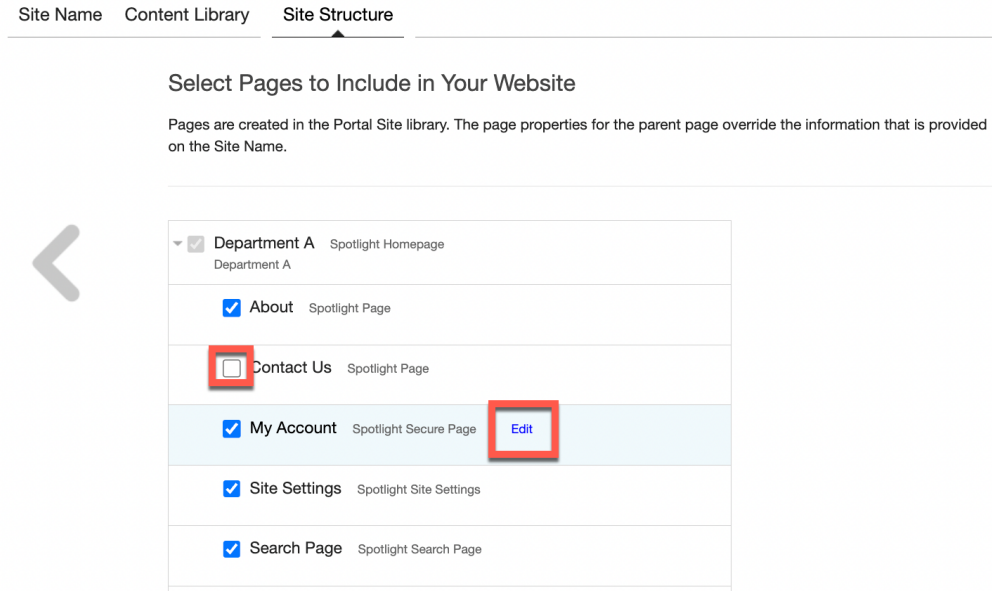 Site Name Content Library Site Structure
Select Pages to Include in Your Website
Pages are created in the Portal Site library. The page properties for the parent page override the information that is provided
on the Site Name.
Department A Spotlight Homepage
Department A
About Spotlight Page
Contact Us Spotlight Page
My Account Spotlight Secure Page Edit
Site Settings Spotlight Site Settings
Search Page Spotlight Search Page